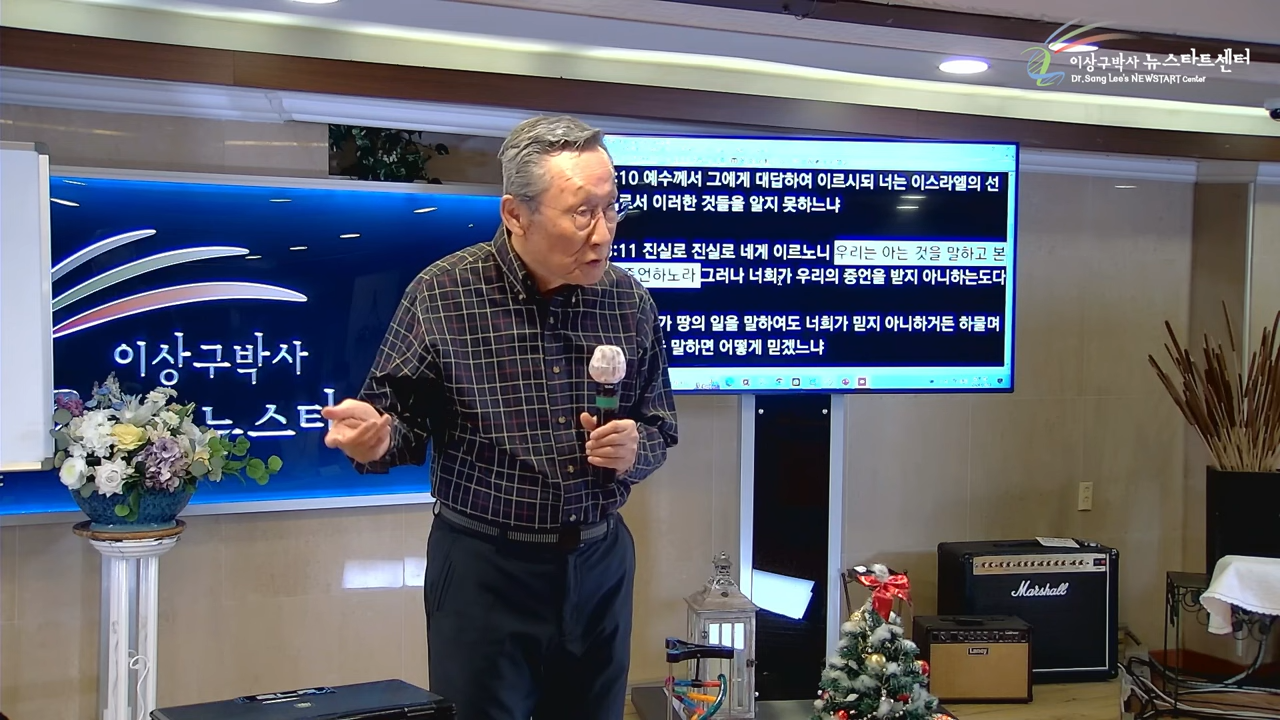 이상구박사 뉴스타트센터
Dr. Sang Lee's NEWSTART Center
:10 예수께서 그에게 대답하여 이르시되 너는 이스라엘의 선
로서 이러한 것들을 알지 못하느냐
:11 진실로 진실로 네게 이르노니 우리는 아는 것을 말하고 본
증언하노라 그러나 너희가 우리의 증언을 받지 아니하는도다
가 땅의 일을 말하여도 너희가 믿지 아니하거든 하물며
말하면 어떻게 믿겠느냐
이상구박사
뉴스타
Marshall
Laney